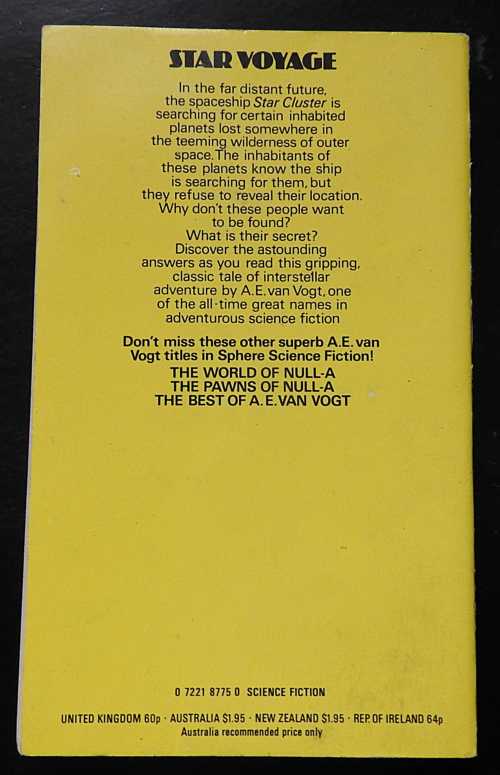 STAR VOYAGE
In the far distant future,
the spaceship Star Cluster is
searching for certain inhabited
planets lost somewhere in
the teeming wilderness of outer
space. The inhabitants of
these planets know the ship
is searching for them, but
they refuse to reveal their location.
Why don't these people want
to be found?
What is their secret?
Discover the astounding
answers as you read this gripping,
classic tale of interstellar
adventure by A.E. van Vogt, one
of the all-time great names in
adventurous science fiction
Don't miss these other superb A.E. van
Vogt titles in Sphere Science Fiction!
THE WORLD OF NULL-A
THE PAWNS OF NULL-A
THE BEST OF A.E. VAN VOGT
0 7221 8775 0 SCIENCE FICTION
UNITED KINGDOM 60p · AUSTRALIA $1.95 · NEW ZEALAND $1.95 · REP. OF IRELAND 64p
Australia recommended price only